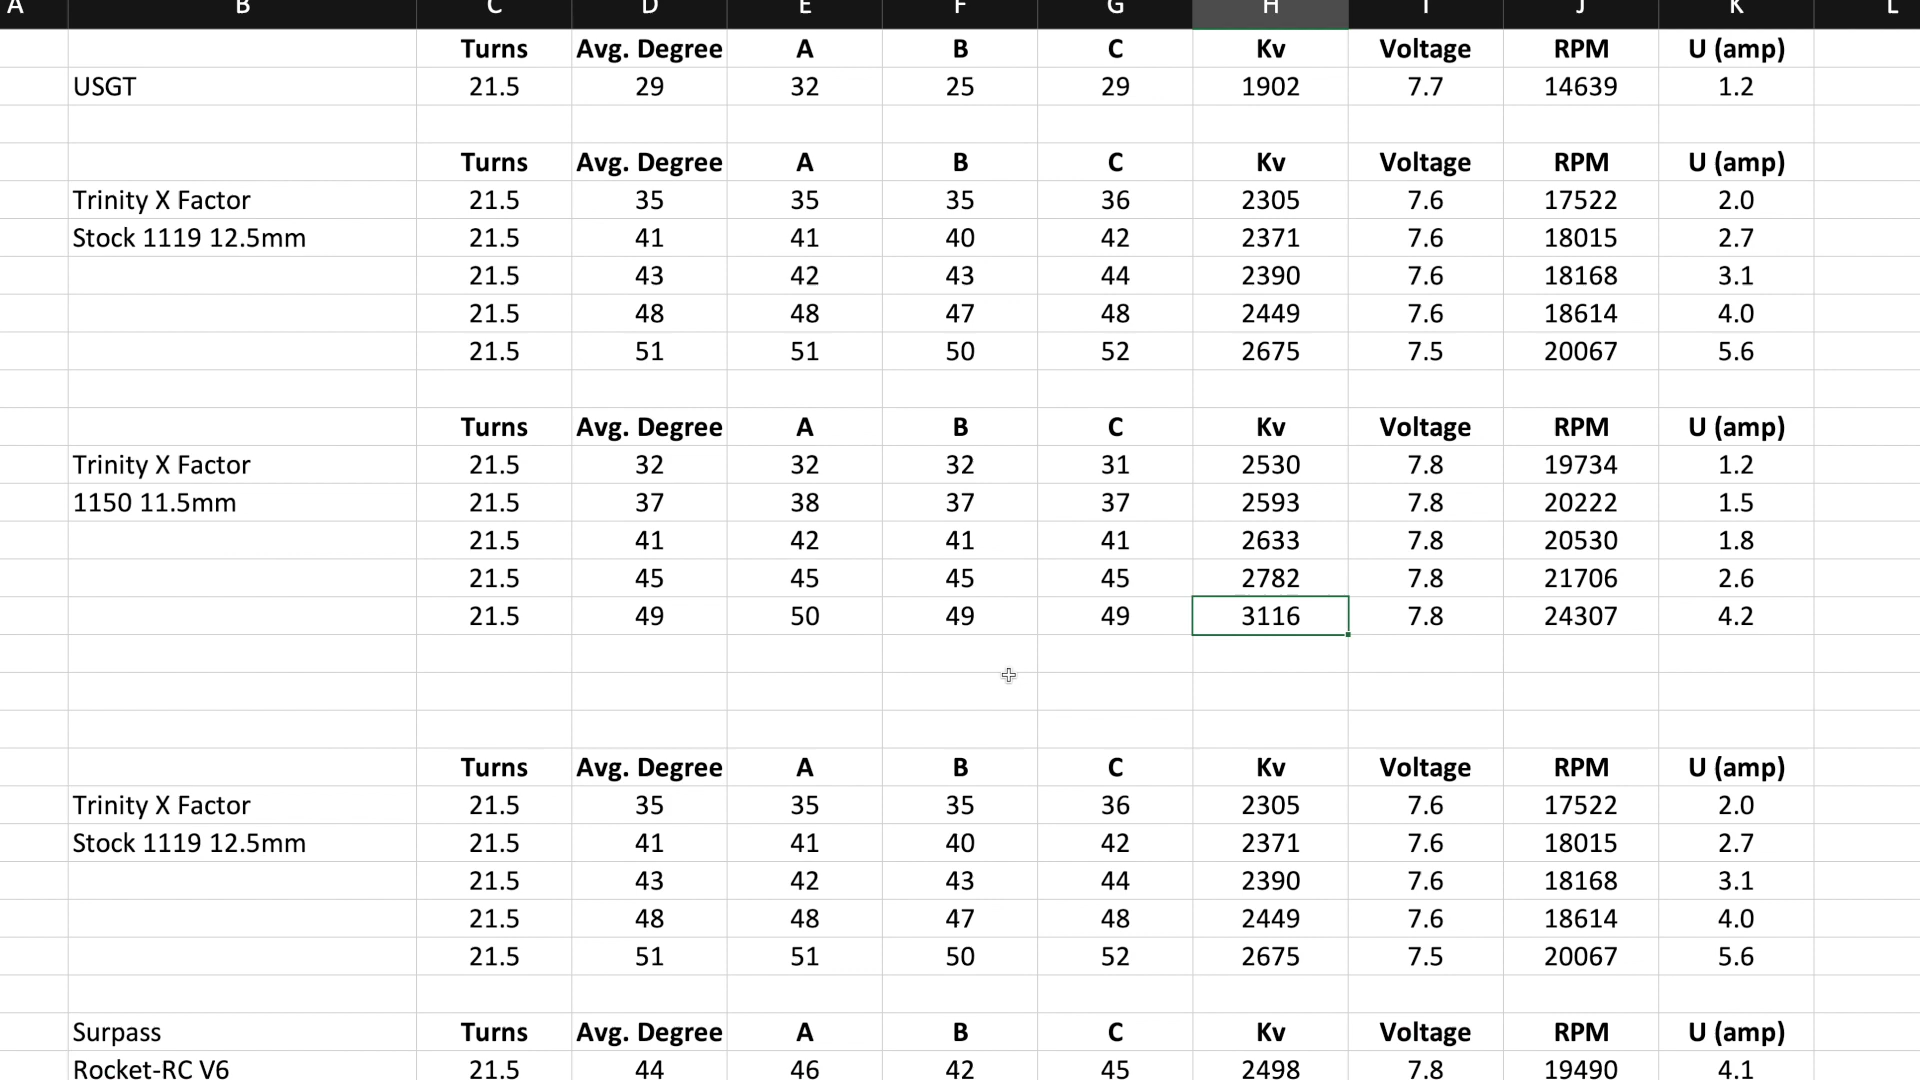 A B C D E F G H I J K L
Turns Avg. Degree A B C Kv Voltage RPM U (amp)
USGT 21.5 29 32 25 29 1902 7.7 14639 1.2
Turns Avg. Degree A B C Kv Voltage RPM U (amp)
Trinity X Factor 21.5 35 35 35 36 2305 7.6 17522 2.0
Stock 1119 12.5mm 21.5 41 41 40 42 2371 7.6 18015 2.7
21.5 43 42 43 44 2390 7.6 18168 3.1
21.5 48 48 47 48 2449 7.6 18614 4.0
21.5 51 51 50 52 2675 7.5 20067 5.6
Turns Avg. Degree A B C Kv Voltage RPM U (amp)
Trinity X Factor 21.5 32 32 32 31 2530 7.8 19734 1.2
1150 11.5mm 21.5 37 38 37 37 2593 7.8 20222 1.5
21.5 41 42 41 41 2633 7.8 20530 1.8
21.5 45 45 45 45 2782 7.8 21706 2.6
21.5 49 50 49 49 3116 7.8 24307 4.2
Turns Avg. Degree A B C Kv Voltage RPM U (amp)
Trinity X Factor 21.5 35 35 35 36 2305 7.6 17522 2.0
Stock 1119 12.5mm 21.5 41 41 40 42 2371 7.6 18015 2.7
21.5 43 42 43 44 2390 7.6 18168 3.1
21.5 48 48 47 48 2449 7.6 18614 4.0
21.5 51 51 50 52 2675 7.5 20067 5.6
Surpass Turns Avg. Degree A B C Kv Voltage RPM U (amp)
Rocket-RC V6 21.5 44 46 42 45 2498 7.8 19490 4.1